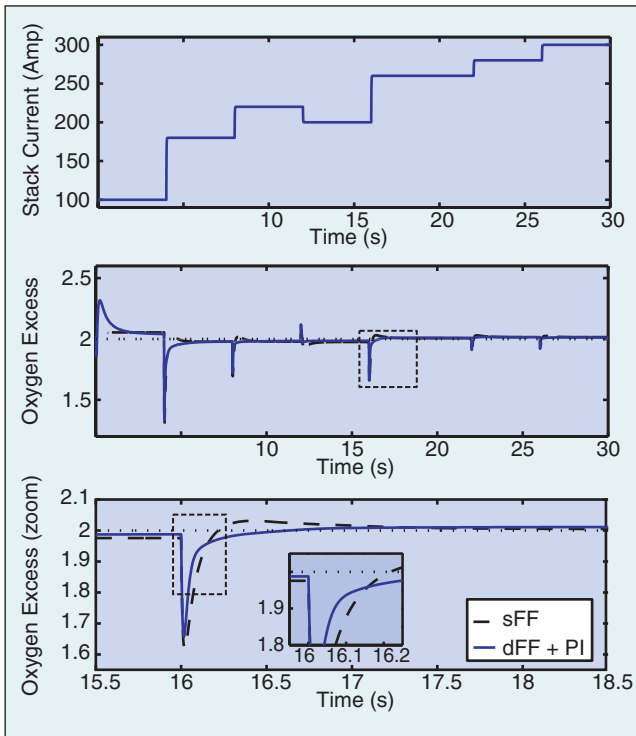 Stack Current (Amp)
300
250
200
150
100
10 15 20 25 30
Time (s)
Oxygen Excess
2.5
2
1.5
10 15 20 25 30
Time (s)
Oxygen Excess (zoom)
2.1
2
1.9
1.8
1.7
1.6
1.9
1.8
16 16.1 16.2
sFF
dFF + PI
15.5 16 16.5 17 17.5 18 18.5
Time (s)